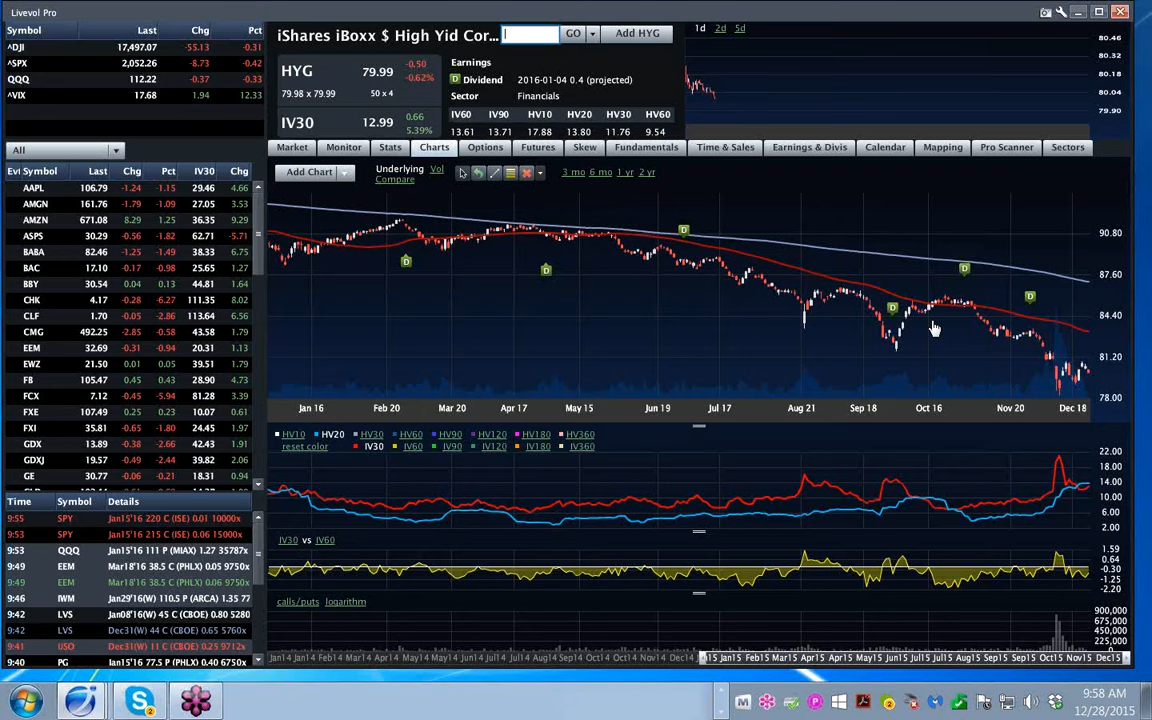 Livevol Pro
Symbol Last Chg Pct
^DJI 17,497.07 -55.13 -0.31
^SPX 2,052.26 -8.73 -0.42
QQQ 112.22 -0.37 -0.33
^VIX 17.68 1.94 12.33
iShares iBoxx $ High Yid Cor... GO Add HYG
HYG 79.99 -0.50 -0.62%
79.98 x 79.99 50 x 4
IV30 12.99 0.66 5.39%
Earnings
D Dividend 2016-01-04 0.4 (projected)
Sector Financials
IV60 IV90 HV10 HV20 HV30 HV60
13.61 13.71 17.88 13.80 11.76 9.54
1d 2d 5d
80.46
80.32
80.18
80.04
79.90
Market Monitor Stats Charts Options Futures Skew Fundamentals Time & Sales Earnings & Divis Calendar Mapping Pro Scanner Sectors
All
Symbol Last Chg Pct IV30 Chg
AAPL 106.79 -1.24 -1.15 29.46 4.66
AMGN 161.76 -1.79 -1.09 27.05 3.53
AMZN 671.08 8.29 1.25 36.35 9.29
ASPS 30.29 -0.56 -1.82 62.71 -5.71
BABA 82.46 -1.25 -1.49 38.33 6.75
BAC 17.10 -0.17 -0.98 25.65 1.27
BBY 30.54 0.04 0.13 44.81 1.64
CHK 4.17 -0.28 -6.27 111.35 8.02
CLF 1.70 -0.05 -2.86 113.64 6.56
CMG 492.25 -2.85 -0.58 43.58 1.79
EEM 32.69 -0.31 -0.94 20.31 1.13
EWZ 21.50 0.04 0.19 39.51 1.79
FB 105.47 0.45 0.43 28.90 4.73
FCX 7.12 -0.45 -5.94 81.28 3.39
FXE 107.49 0.25 0.23 10.07 0.61
FXI 35.81 -0.65 -1.80 24.45 1.97
GDX 13.89 -0.38 -2.66 42.43 1.91
GDXJ 19.59 -0.49 -2.44 39.82 2.06
GE 30.77 -0.06 -0.21 18.31 0.94
Add Chart Underlying Vol
Compare
3 mo 6 mo 1 yr 2 yr
D D D D D D
90.80
87.60
84.40
81.20
78.00
Jan 16 Feb 20 Mar 20 Apr 17 May 15 Jun 19 Jul 17 Aug 21 Sep 18 Oct 16 Nov 20 Dec 18
HV10 HV20 HV30 HV60 HV90 HV120 HV180 HV360
reset color IV30 IV60 IV90 IV120 IV180 IV360
22.00
18.00
14.00
10.00
6.00
2.00
IV30 vs IV60
1.59
0.64
-0.30
-1.25
-2.20
calls/puts logarithm
900,000
675,000
450,000
225,000
Time Symbol Details
9:55 SPY Jan15'16 220 C (ISE) 0.01 10000x
9:53 SPY Jan15'16 215 C (ISE) 0.06 15000x
9:53 QQQ Jan15'16 111 P (MIAX) 1.27 35787x
9:49 EEM Mar18'16 38.5 C (PHLX) 0.05 9750x
9:49 EEM Mar18'16 38.5 C (PHLX) 0.06 9750x
9:46 IWM Jan29'16(W) 110.5 P (ARCA) 1.35 77
9:42 LVS Jan08'16(W) 45 C (CBOE) 0.80 5280x
9:42 LVS Dec31(W) 44 C (CBOE) 0.65 5760x
9:41 USO Dec31(W) 11 C (CBOE) 0.25 9712x
9:40 PG Jan15'16 77.5 P (PHLX) 0.40 6750x
9:58 AM
12/28/2015